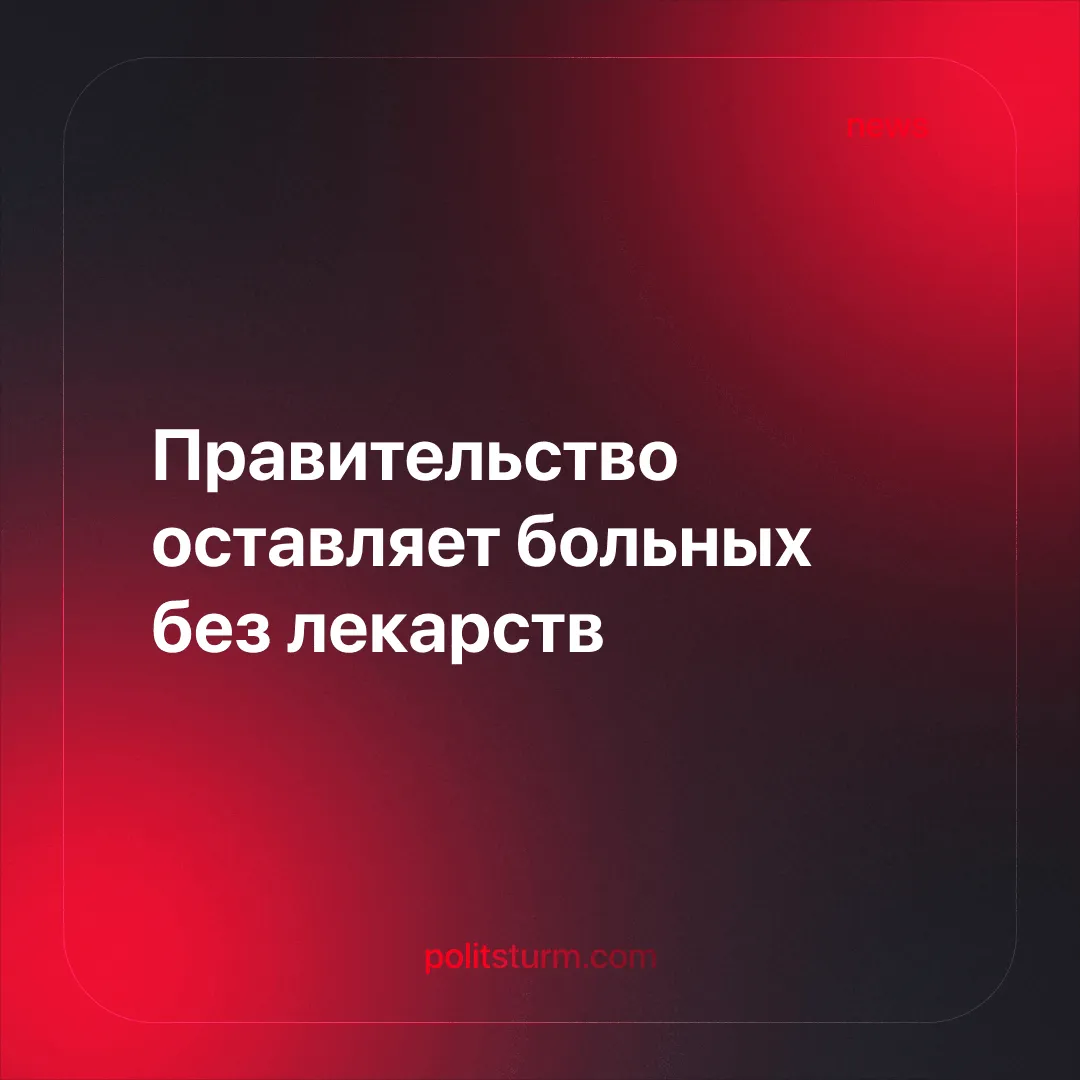 news
Правительство
оставляет больных
без лекарств
politsturm.com